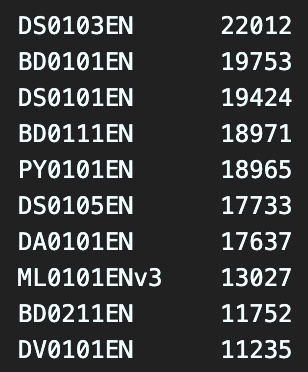 DS0103EN 22012
BD0101EN 19753
DS0101EN 19424
BD0111EN 18971
PY0101EN 18965
DS0105EN 17733
DA0101EN 17637
ML0101ENv3 13027
BD0211EN 11752
DV0101EN 11235